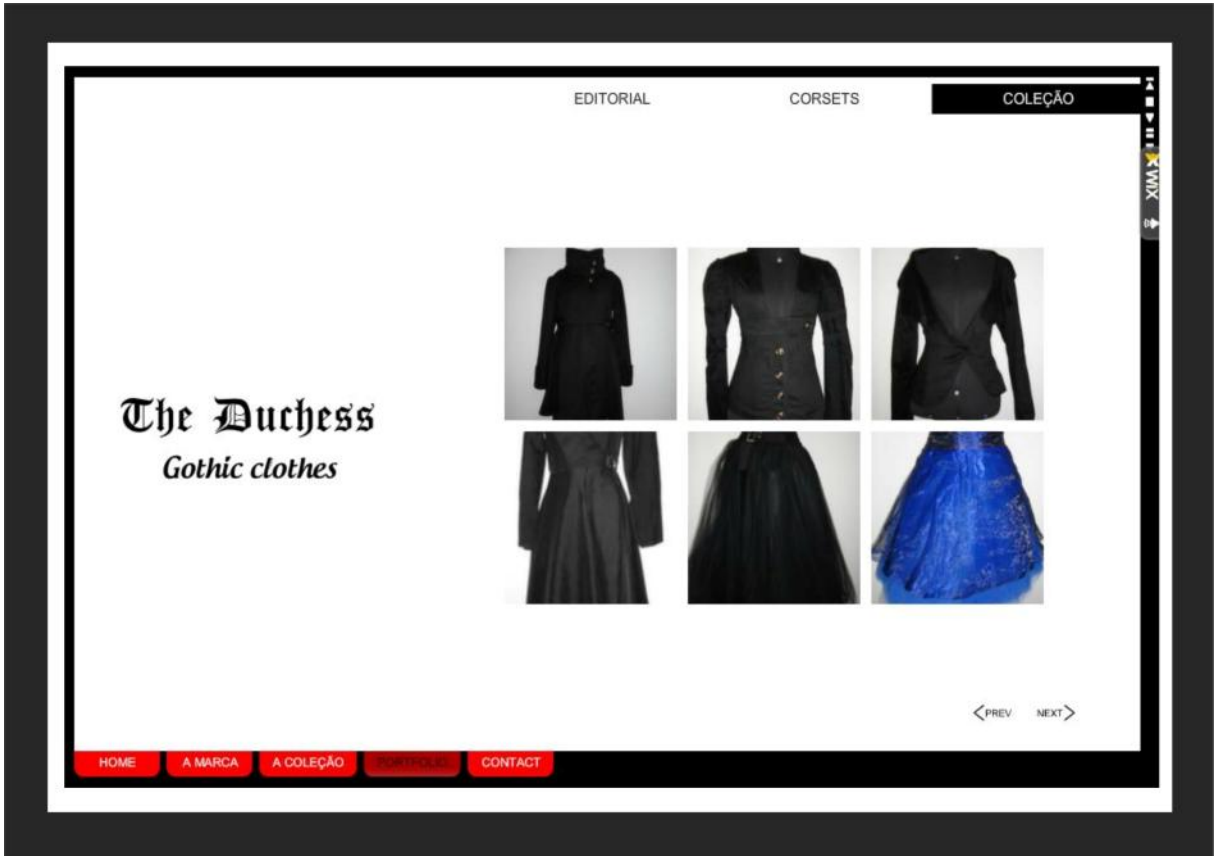 EDITORIAL CORSETS COLEÇÃO
WIX
The Duchess
Gothic clothes
PREV NEXT
HOME A MARCA A COLEÇÃO PORTFOLIO CONTACT